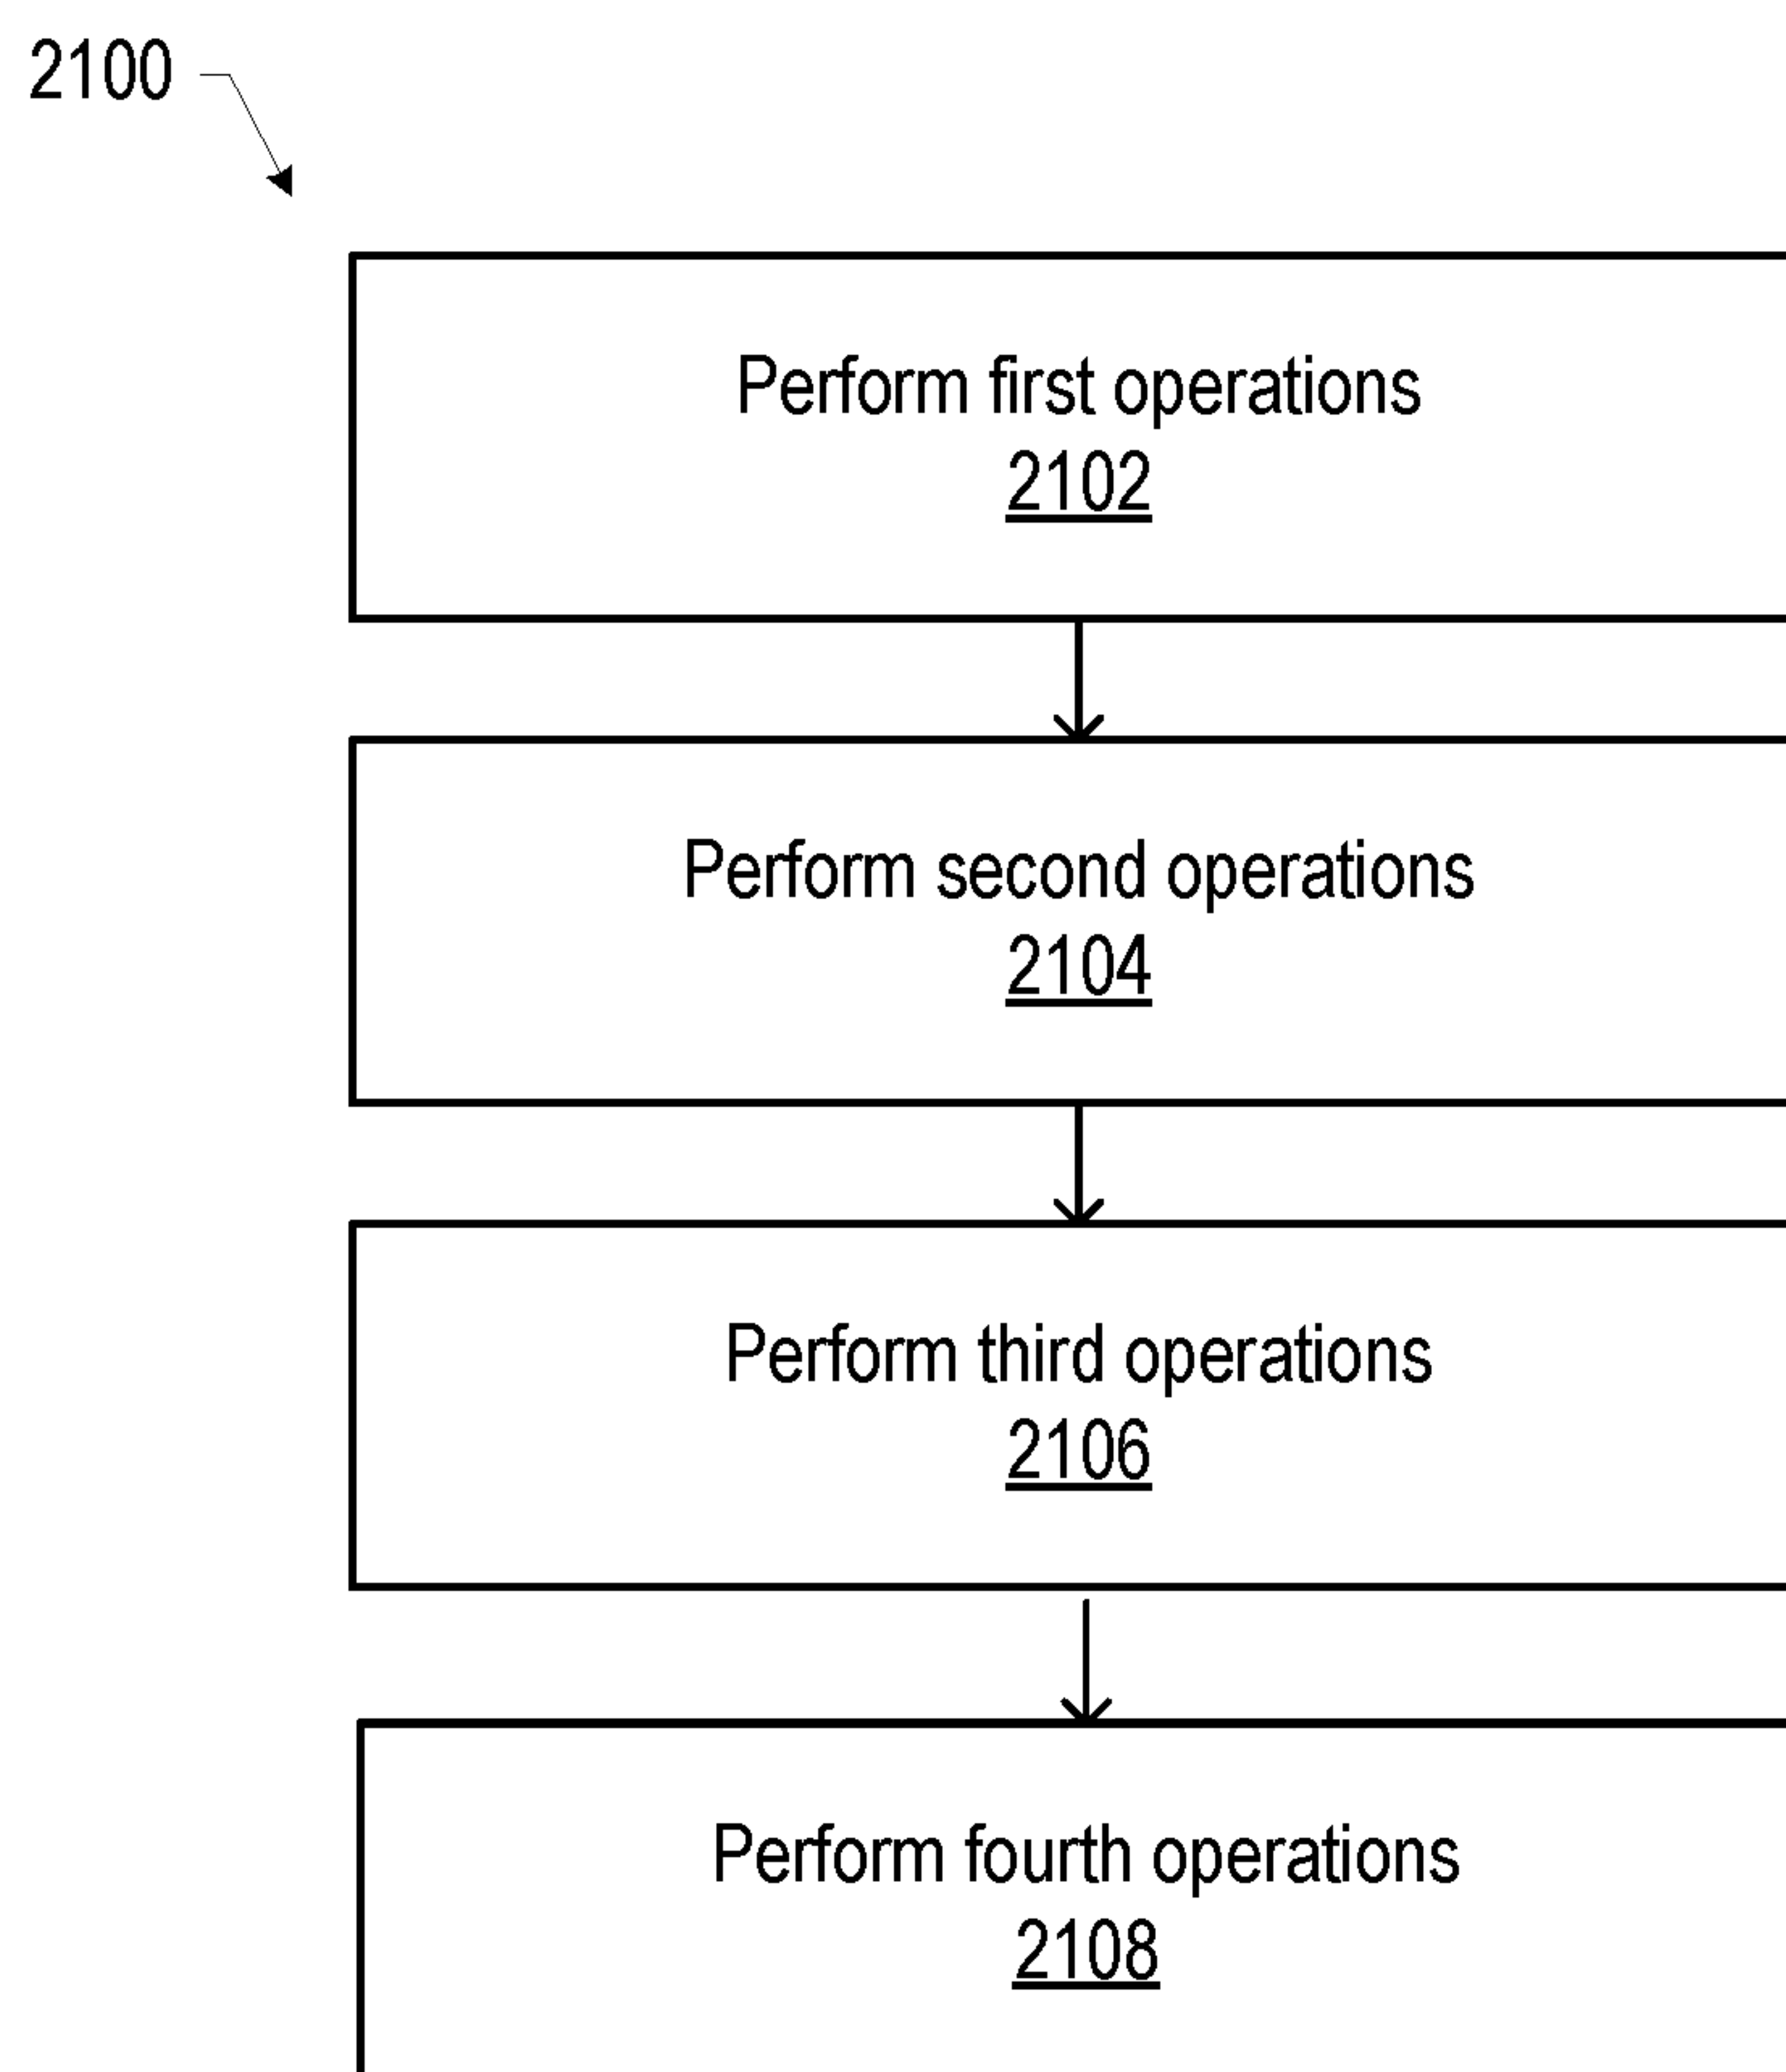 2100
Perform first operations
2102
Perform second operations
2104
Perform third operations
2106
Perform fourth operations
2108